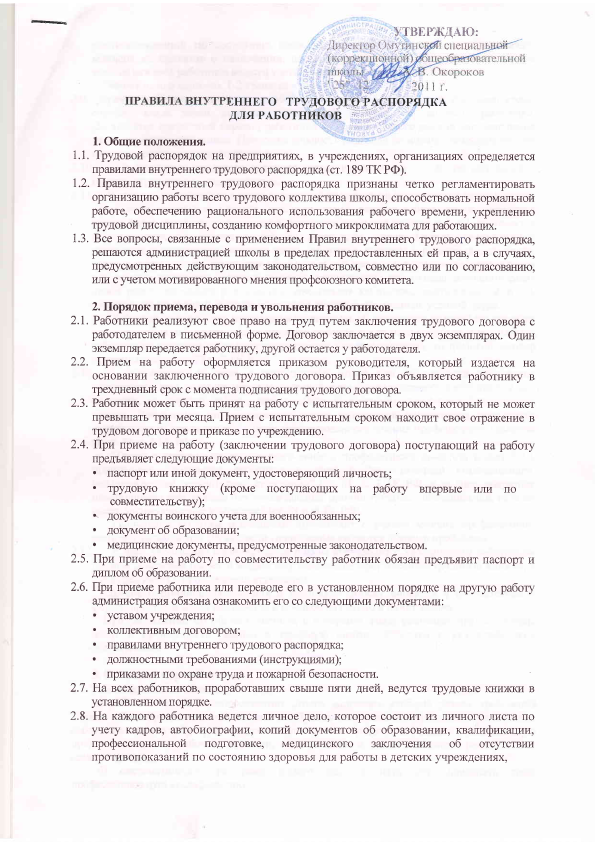 УТВЕРЖДАЮ:
Директор Омутинской специальной
(коррекционной) общеобразовательной
школы В. Окороков
"25" 12 2011 г.
ПРАВИЛА ВНУТРЕННЕГО ТРУДОВОГО РАСПОРЯДКА
ДЛЯ РАБОТНИКОВ
1. Общие положения.
1.1. Трудовой распорядок на предприятиях, в учреждениях, организациях определяется
правилами внутреннего трудового распорядка (ст. 189 ТК РФ).
1.2. Правила внутреннего трудового распорядка признаны четко регламентировать
организацию работы всего трудового коллектива школы, способствовать нормальной
работе, обеспечению рационального использования рабочего времени, укреплению
трудовой дисциплины, созданию комфортного микроклимата для работающих.
1.3. Все вопросы, связанные с применением Правил внутреннего трудового распорядка,
решаются администрацией школы в пределах предоставленных ей прав, а в случаях,
предусмотренных действующим законодательством, совместно или по согласованию,
или с учетом мотивированного мнения профсоюзного комитета.
2. Порядок приема, перевода и увольнения работников.
2.1. Работники реализуют свое право на труд путем заключения трудового договора с
работодателем в письменной форме. Договор заключается в двух экземплярах. Один
экземпляр передается работнику, другой остается у работодателя.
2.2. Прием на работу оформляется приказом руководителя, который издается на
основании заключенного трудового договора. Приказ объявляется работнику в
трехдневный срок с момента подписания трудового договора.
2.3. Работник может быть принят на работу с испытательным сроком, который не может
превышать три месяца. Прием с испытательным сроком находит свое отражение в
трудовом договоре и приказе по учреждению.
2.4. При приеме на работу (заключении трудового договора) поступающий на работу
предъявляет следующие документы:
• паспорт или иной документ, удостоверяющий личность;
• трудовую книжку (кроме поступающих на работу впервые или по
совместительству);
• документы воинского учета для военнообязанных;
• документ об образовании;
• медицинские документы, предусмотренные законодательством.
2.5. При приеме на работу по совместительству работник обязан предъявит паспорт и
диплом об образовании.
2.6. При приеме работника или переводе его в установленном порядке на другую работу
администрация обязана ознакомить его со следующими документами:
• уставом учреждения;
• коллективным договором;
• правилами внутреннего трудового распорядка;
• должностными требованиями (инструкциями);
• приказами по охране труда и пожарной безопасности.
2.7. На всех работников, проработавших свыше пяти дней, ведутся трудовые книжки в
установленном порядке.
2.8. На каждого работника ведется личное дело, которое состоит из личного листа по
учету кадров, автобиографии, копий документов об образовании, квалификации,
профессиональной подготовке, медицинского заключения об отсутствии
противопоказаний по состоянию здоровья для работы в детских учреждениях,